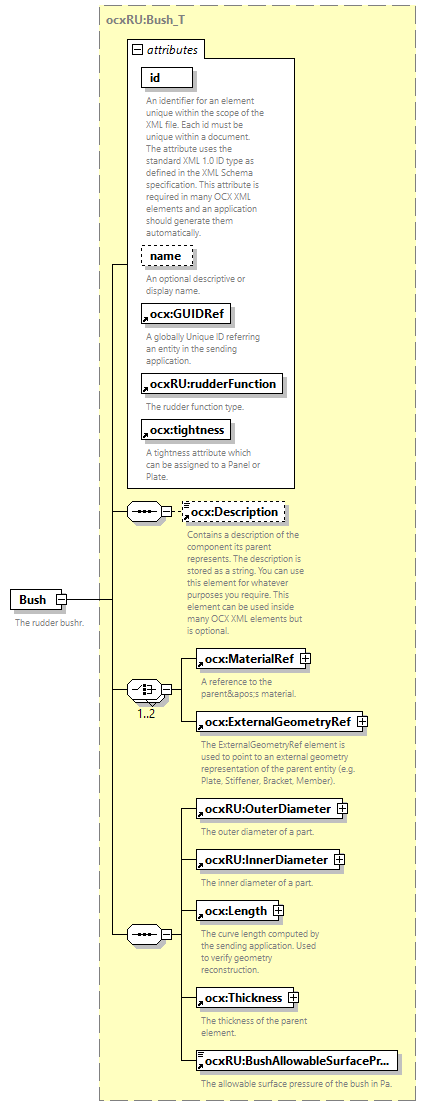 ocxRU:Bush_T
attributes
id
An identifier for an element
unique within the scope of the
XML file. Each id must be
unique within a document.
The attribute uses the
standard XML 1.0 ID type as
defined in the XML Schema
specification. This attribute is
required in many OCX XML
elements and an application
should generate them
automatically.
name
An optional descriptive or
display name.
ocx:GUIDRef
A globally Unique ID referring
an entity in the sending
application.
ocxRU:rudderFunction
The rudder function type.
ocx:tightness
A tightness attribute which
can be assigned to a Panel or
Plate.
ocx:Description
Contains a description of the
component its parent
represents. The description is
stored as a string. You can use
this element for whatever
purposes you require. This
element can be used inside
many OCX XML elements but
is optional.
Bush
The rudder bushr.
ocx:MaterialRef
A reference to the
parent&apos;s material.
1..2
ocx:ExternalGeometryRef
The ExternalGeometryRef element is
used to point to an external geometry
representation of the parent entity (e.g.
Plate, Stiffener, Bracket, Member).
ocxRU:OuterDiameter
The outer diameter of a part.
ocxRU:InnerDiameter
The inner diameter of a part.
ocx:Length
The curve length computed by
the sending application. Used
to verify geometry
reconstruction.
ocx:Thickness
The thickness of the parent
element.
ocxRU:BushAllowableSurfacePr...
The allowable surface pressure of the bush in Pa.